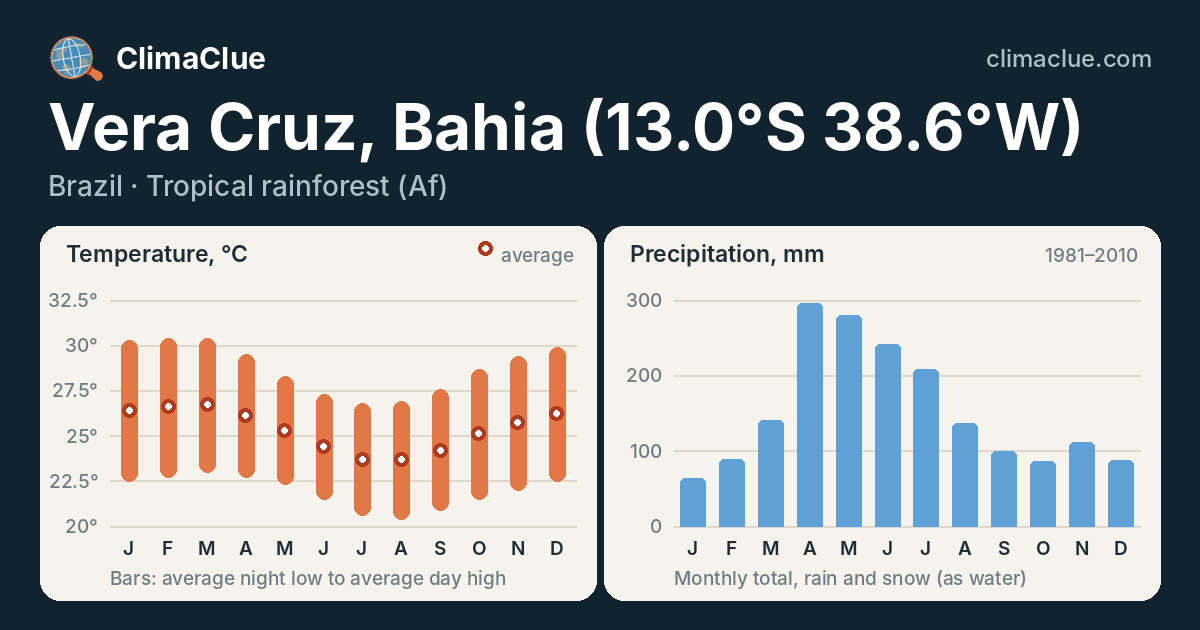 ClimaClue
climaclue.com
Vera Cruz, Bahia (13.0°S 38.6°W)
Brazil · Tropical rainforest (Af)
Temperature, °C
average
32.5°
30°
27.5°
25°
22.5°
20°
J F M A M J J A S O N D
Bars: average night low to average day high
Precipitation, mm
1981–2010
300
200
100
0
J F M A M J J A S O N D
Monthly total, rain and snow (as water)